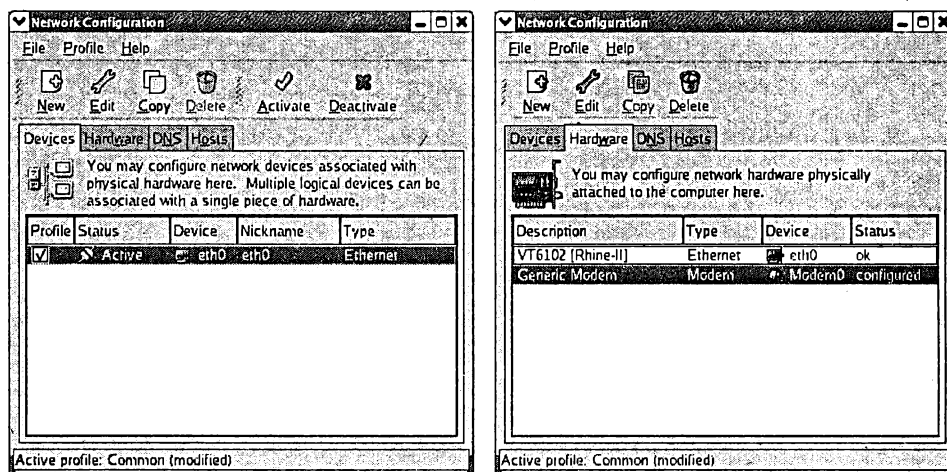 Network Configuration
File Profile Help
New Edit Copy Delete Activate Deactivate
Devices Hardware DNS Hosts
You may configure network devices associated with
physical hardware here. Multiple logical devices can be
associated with a single piece of hardware.
Profile Status Device Nickname Type
Active eth0 eth0 Ethernet
Active profile: Common (modified)
Network Configuration
File Profile Help
New Edit Copy Delete
Devices Hardware DNS Hosts
You may configure network hardware physically
attached to the computer here.
Description Type Device Status
VT6102 [Rhine-II] Ethernet eth0 ok
Generic Modem Modem Modem0 configured
Active profile: Common (modified)